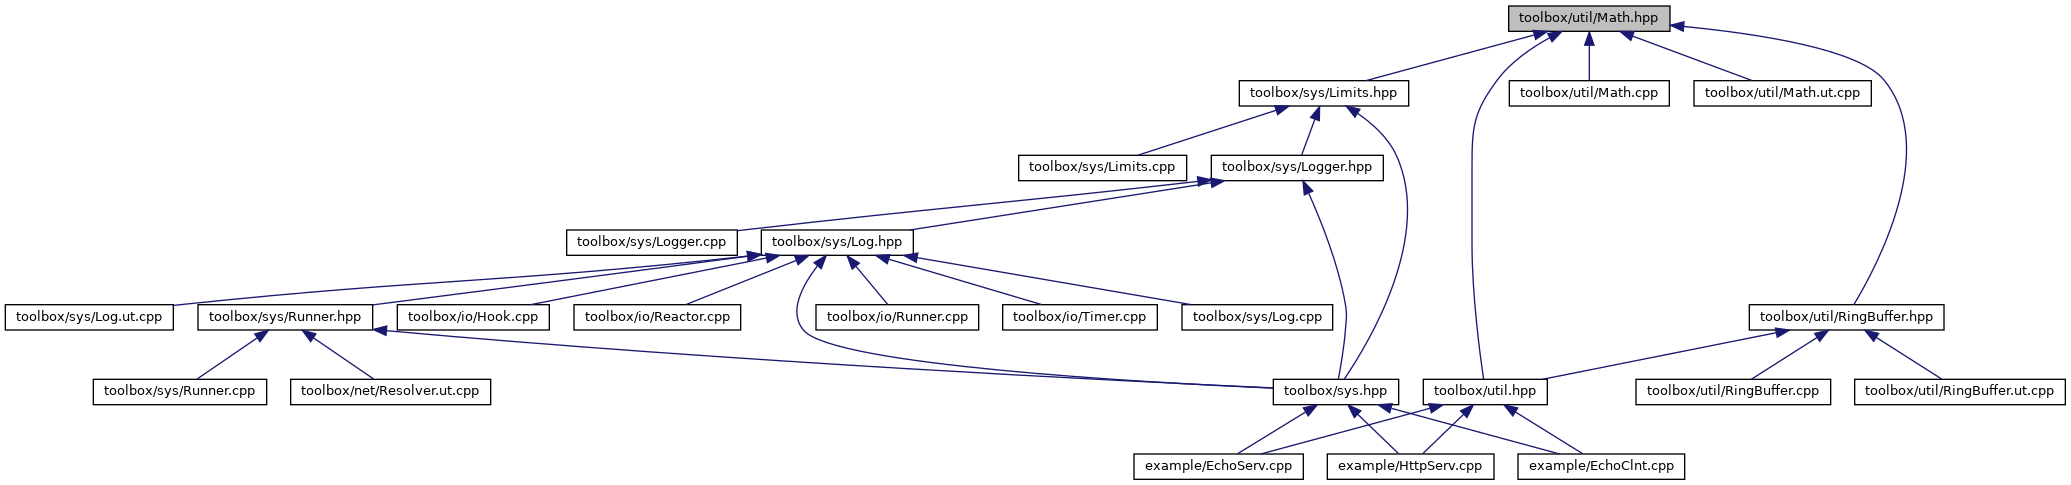 toolbox/util/Math.hpp
toolbox/sys/Limits.hpp
toolbox/util/Math.cpp
toolbox/util/Math.ut.cpp
toolbox/sys/Limits.cpp
toolbox/sys/Logger.hpp
toolbox/sys/Logger.cpp
toolbox/sys/Log.hpp
toolbox/sys/Log.ut.cpp
toolbox/sys/Runner.hpp
toolbox/io/Hook.cpp
toolbox/io/Reactor.cpp
toolbox/io/Runner.cpp
toolbox/io/Timer.cpp
toolbox/sys/Log.cpp
toolbox/util/RingBuffer.hpp
toolbox/sys/Runner.cpp
toolbox/net/Resolver.ut.cpp
toolbox/sys.hpp
toolbox/util.hpp
toolbox/util/RingBuffer.cpp
toolbox/util/RingBuffer.ut.cpp
example/EchoServ.cpp
example/HttpServ.cpp
example/EchoClnt.cpp